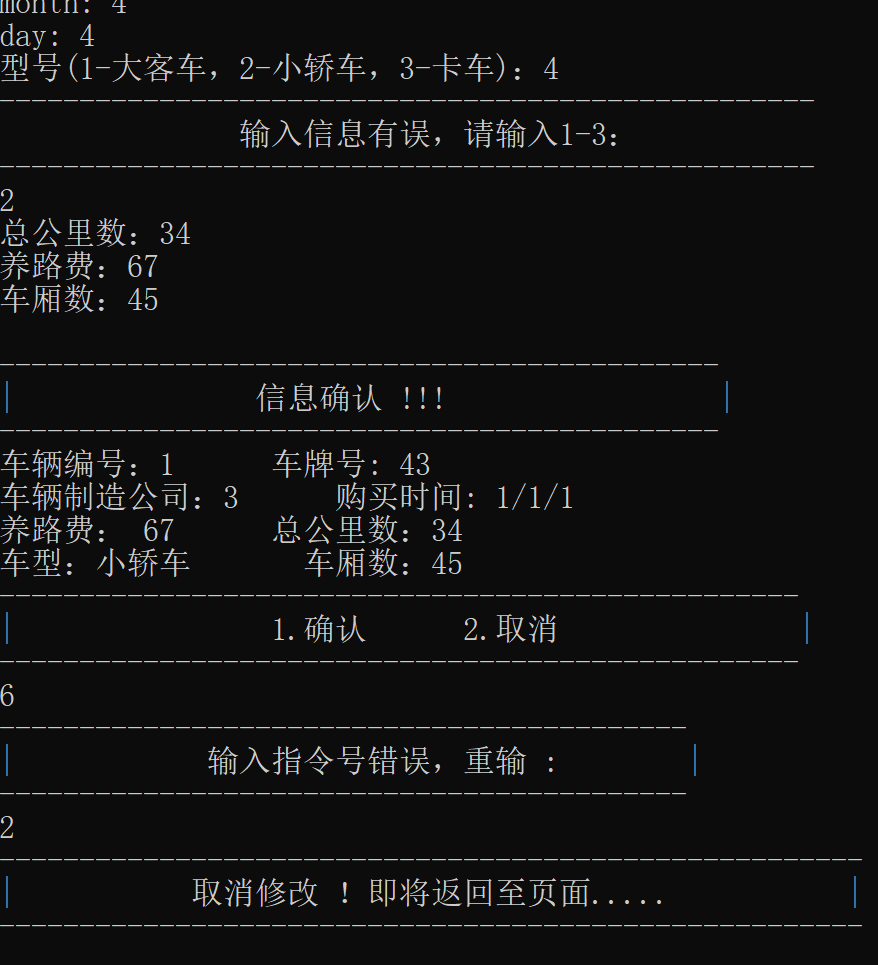 month: 4
day: 4
型号(1-大客车，2-小轿车，3-卡车)：4
---------------------------------------------------
输入信息有误，请输入1-3：
---------------------------------------------------
2
总公里数：34
养路费：67
车厢数：45
---------------------------------------------
| 信息确认 !!! |
---------------------------------------------
车辆编号：1 车牌号：43
车辆制造公司：3 购买时间：1/1/1
养路费： 67 总公里数：34
车型：小轿车 车厢数：45
--------------------------------------------------
| 1.确认 2.取消 |
--------------------------------------------------
6
-------------------------------------------
| 输入指令号错误，重输 : |
-------------------------------------------
2
------------------------------------------------------
| 取消修改 ! 即将返回至页面..... |
------------------------------------------------------